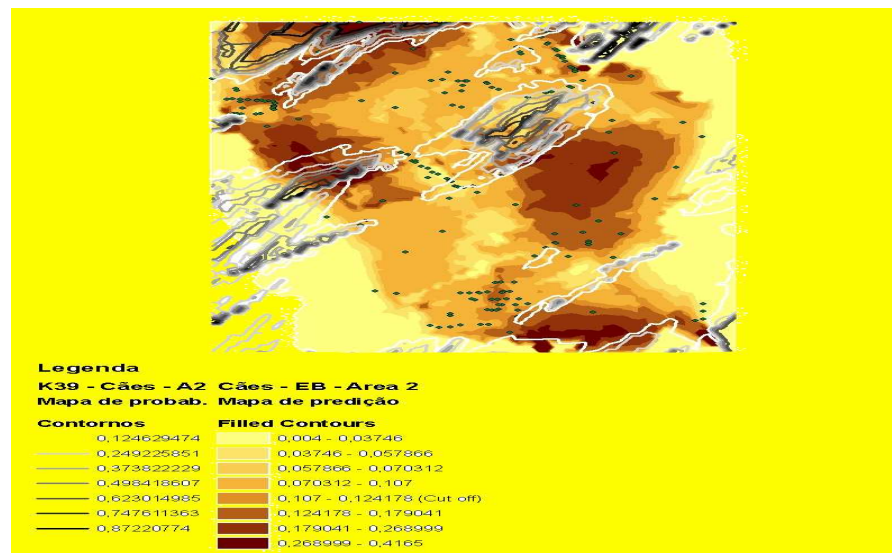 Legenda
K39 - Cães - A2 Cães - EB - Area 2
Mapa de probab. Mapa de predição
Contornos Filled Contours
0,124629474 0,004 - 0,03746
0,249225851 0,03746 - 0,057866
0,373822229 0,057866 - 0,070312
0,498418607 0,070312 - 0,107
0,623014985 0,107 - 0,124178 (Cut off)
0,747611363 0,124178 - 0,179041
0,87220774 0,179041 - 0,268999
0,268999 - 0,4165